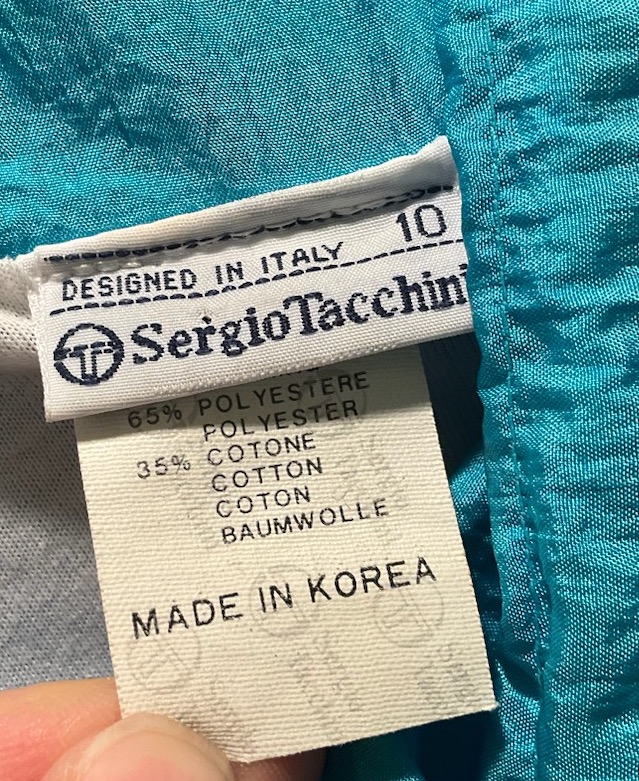 10
DESIGNED IN ITALY
SergioTacchini
65% POLYESTERE
POLYESTER
35% COTONE
COTTON
COTON
BAUMWOLLE
MADE IN KOREA